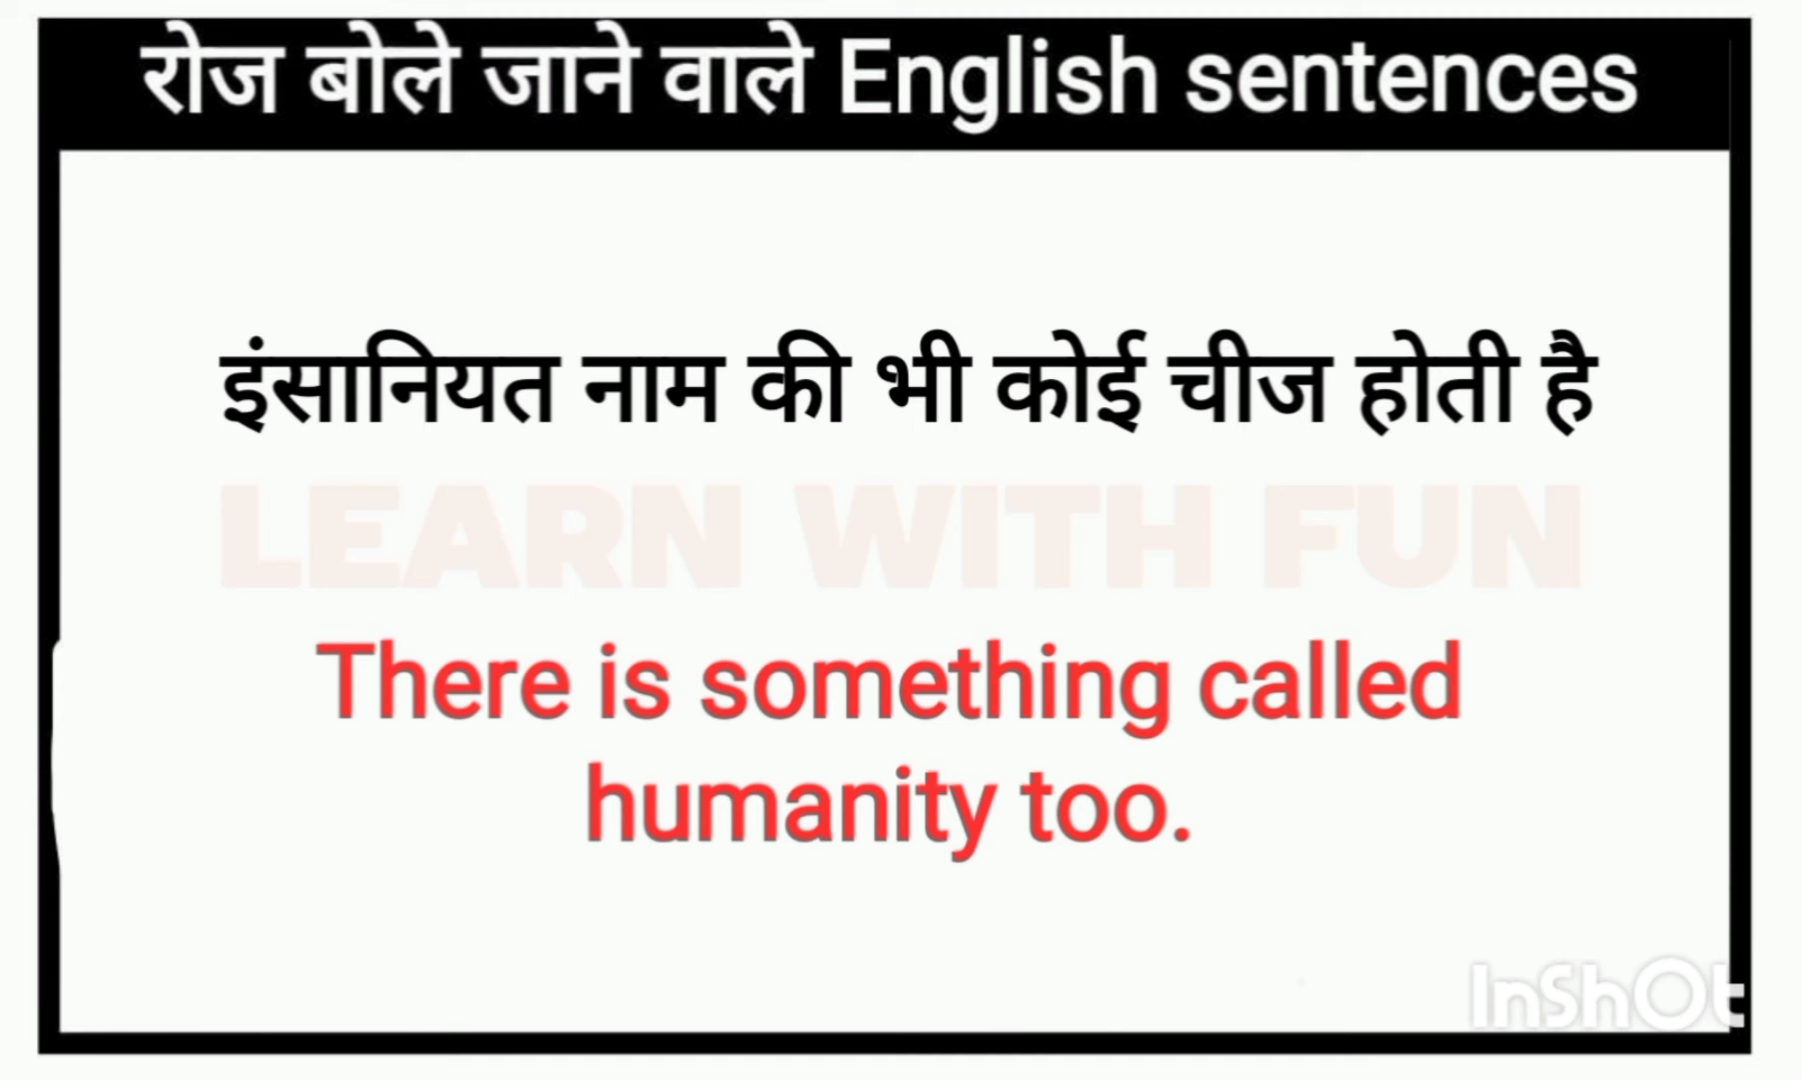 रोज बोले जाने वाले English sentences
इंसानियत नाम की भी कोई चीज होती है
LEARN WITH FUN
There is something called
humanity too.
InShOt